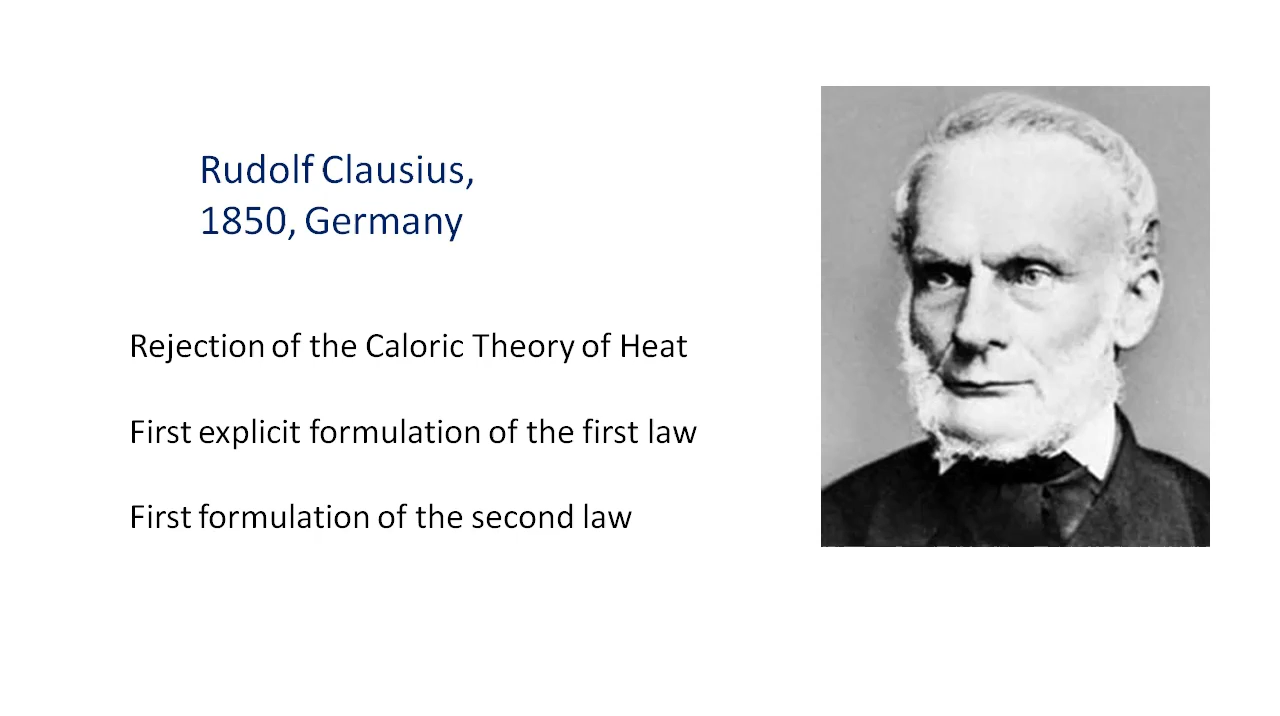 Rudolf Clausius,
1850, Germany
Rejection of the Caloric Theory of Heat
First explicit formulation of the first law
First formulation of the second law